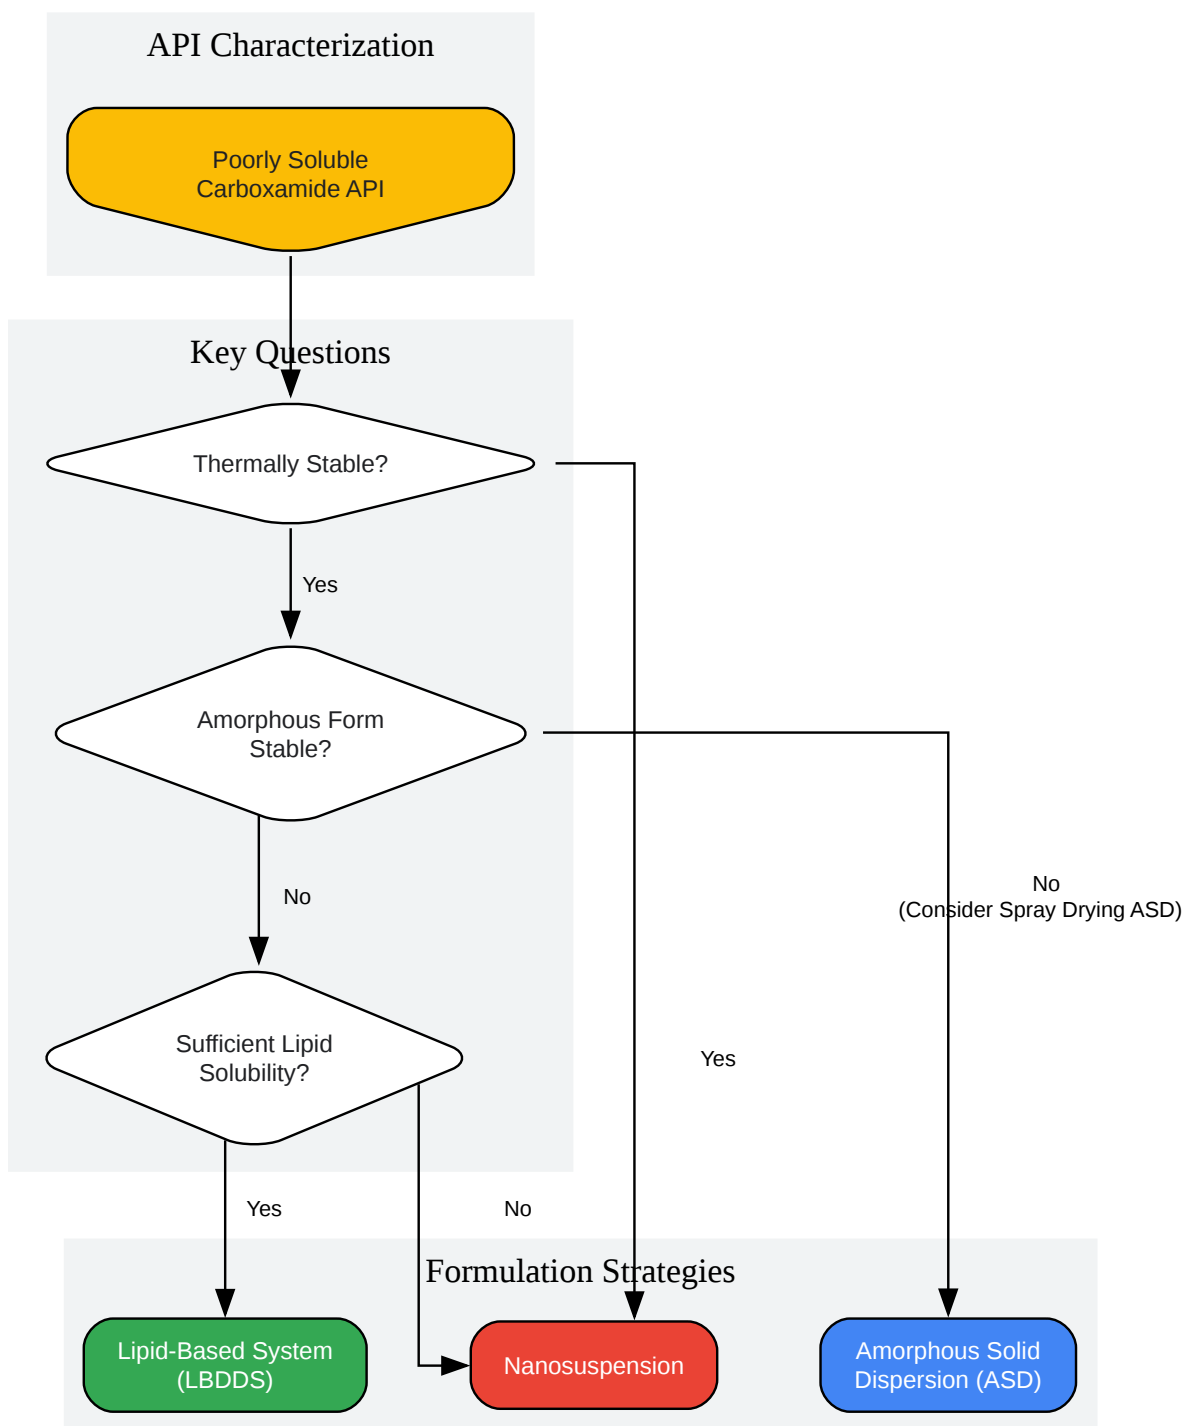 API Characterization
Poorly Soluble
Carboxamide API
Key Questions
Thermally Stable?
Yes
Amorphous Form
Stable?
No
No
(Consider Spray Drying ASD)
Sufficient Lipid
Solubility?
Yes
Yes
No
Formulation Strategies
Lipid-Based System
(LBDDS)
Nanosuspension
Amorphous Solid
Dispersion (ASD)